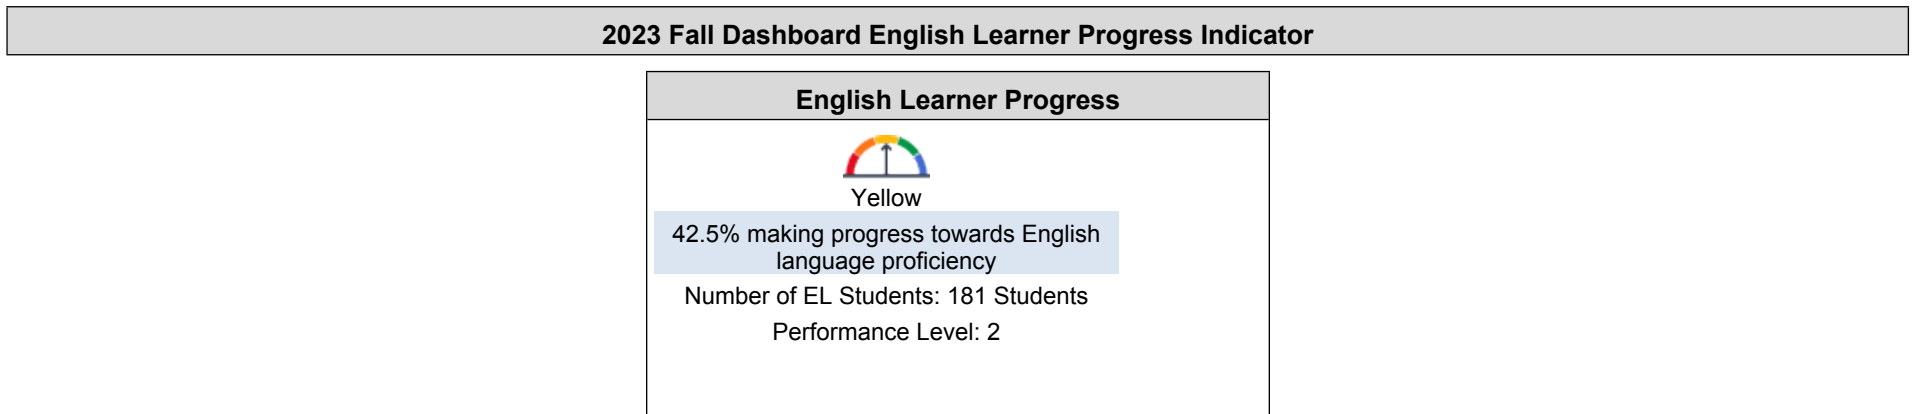 2023 Fall Dashboard English Learner Progress Indicator
English Learner Progress
Yellow
42.5% making progress towards English
language proficiency
Number of EL Students: 181 Students
Performance Level: 2